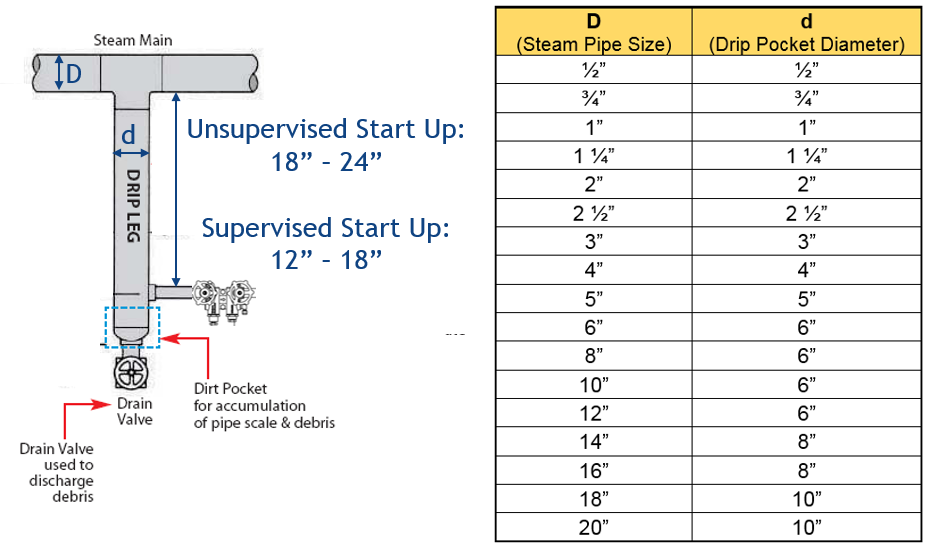 Steam Main
D
d
DRIP LEG
Unsupervised Start Up:
18” – 24”
Supervised Start Up:
12” – 18”
Dirt Pocket
for accumulation
of pipe scale & debris
Drain
Valve
Drain Valve
used to
discharge
debris
D d
(Steam Pipe Size) (Drip Pocket Diameter)
½” ½”
¾” ¾”
1” 1”
1 ¼” 1 ¼”
2” 2”
2 ½” 2 ½”
3” 3”
4” 4”
5” 5”
6” 6”
8” 6”
10” 6”
12” 6”
14” 8”
16” 8”
18” 10”
20” 10”